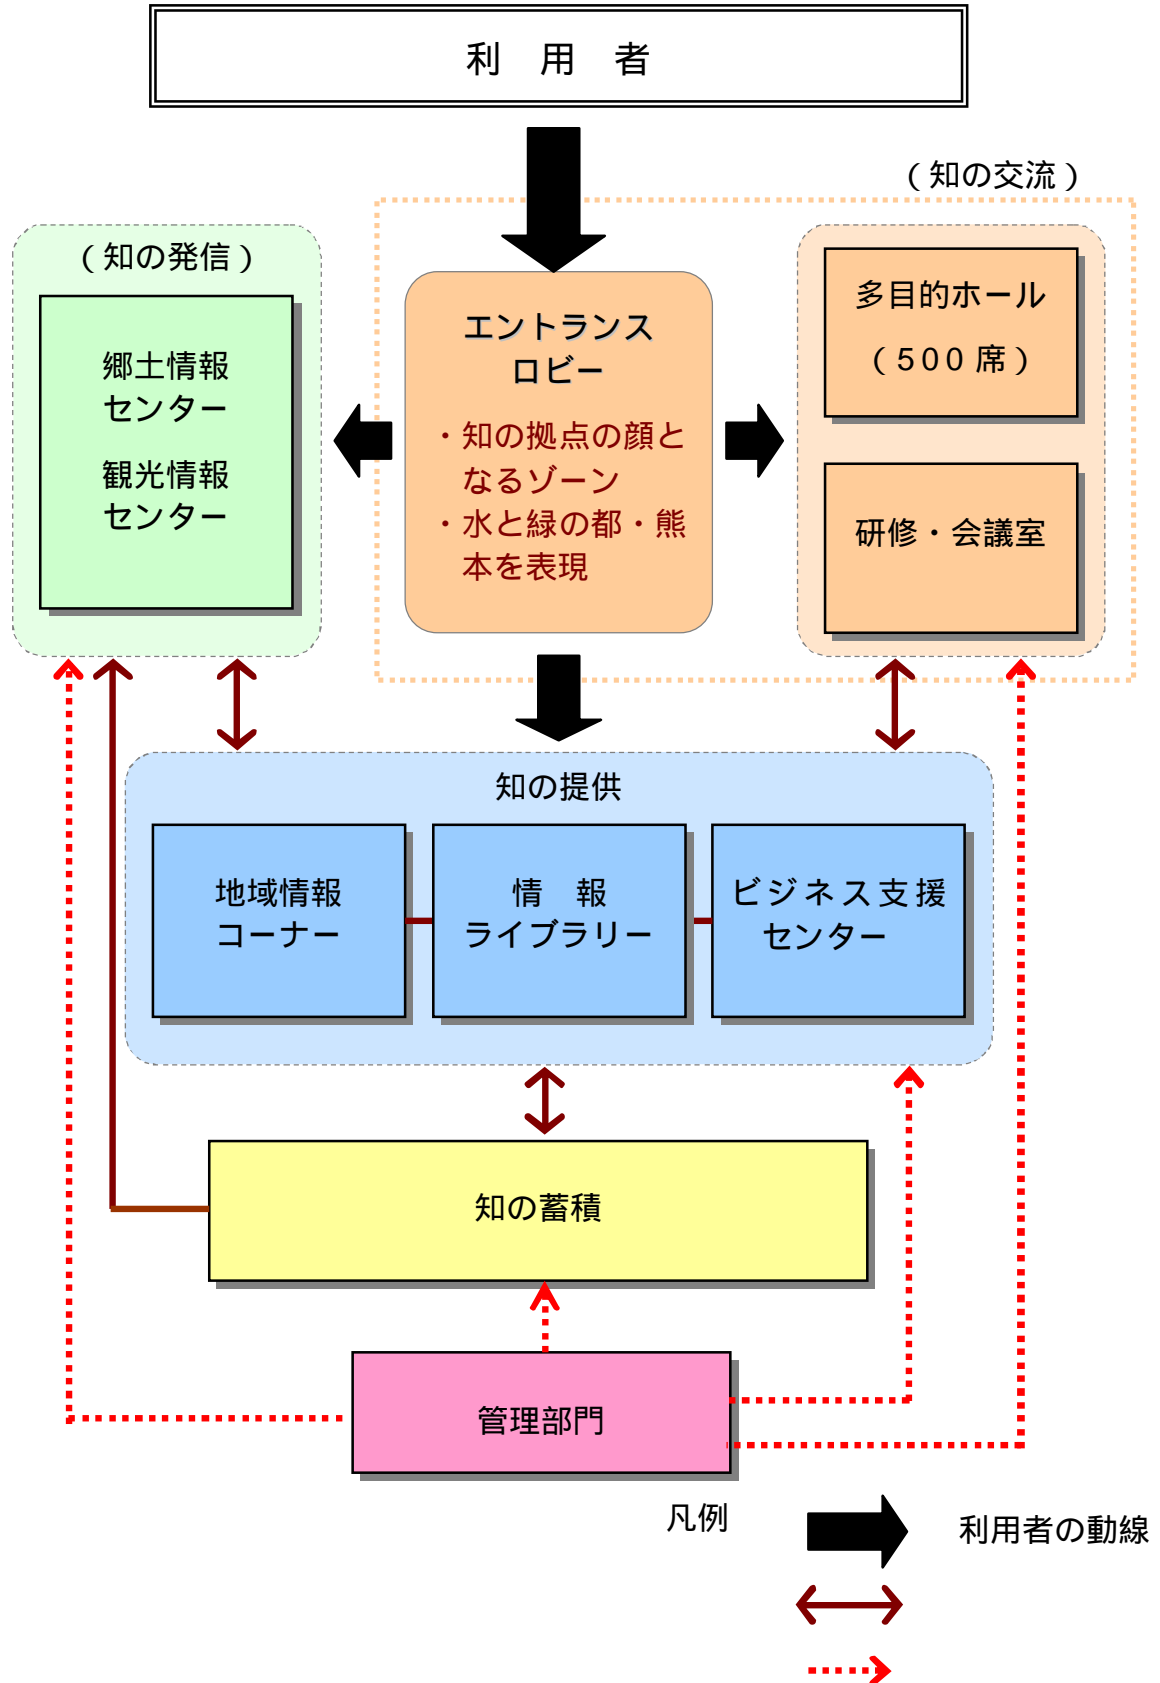 利　用　者
（知の交流）
（知の発信）
郷土情報
センター
観光情報
センター
エントランス
ロビー
・知の拠点の顔と
なるゾーン
・水と緑の都・熊
本を表現
多目的ホール
（500 席）
研修・会議室
知の提供
地域情報
コーナー
情　報
ライブラリー
ビジネス支援
センター
知の蓄積
管理部門
凡例
利用者の動線